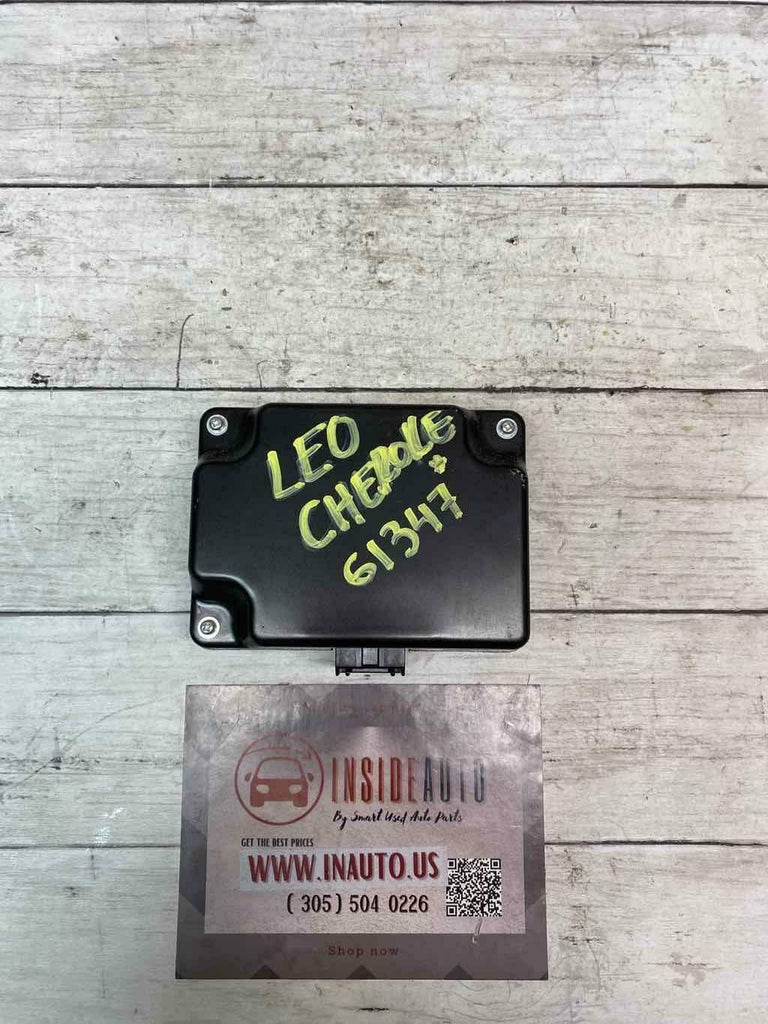 LEO
CHEROKE
61347
INSIDEAUTO
By Smart Used Auto Parts
GET THE BEST PRICES
WWW.INAUTO.US
(305) 504 0226
Shop now